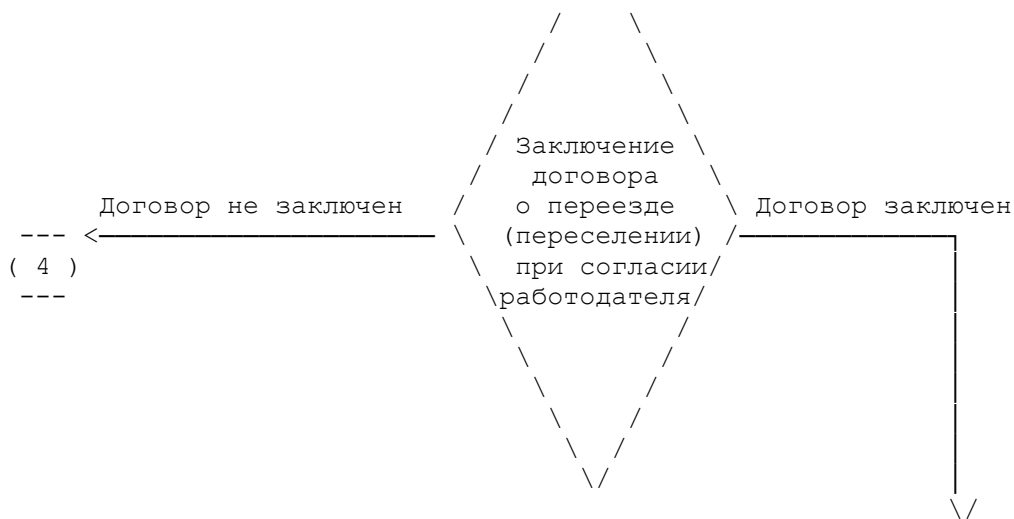 Заключение
договора
Договор не заключен о переезде Договор заключен
(переселении)
( 4 ) при согласии
работодателя